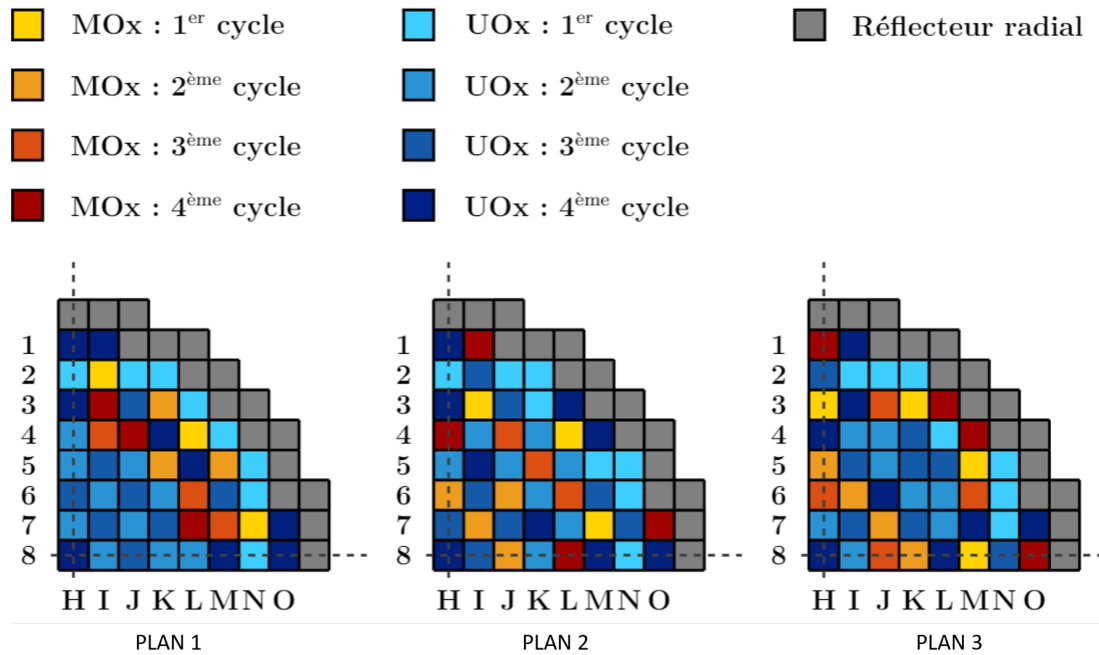 MOx : 1er cycle UOx : 1er cycle Réflecteur radial
MOx : 2ème cycle UOx : 2ème cycle
MOx : 3ème cycle UOx : 3ème cycle
MOx : 4ème cycle UOx : 4ème cycle
1 1 1
2 2 2
3 3 3
4 4 4
5 5 5
6 6 6
7 7 7
8 8 8
H I J K L M N O H I J K L M N O H I J K L M N O
PLAN 1 PLAN 2 PLAN 3